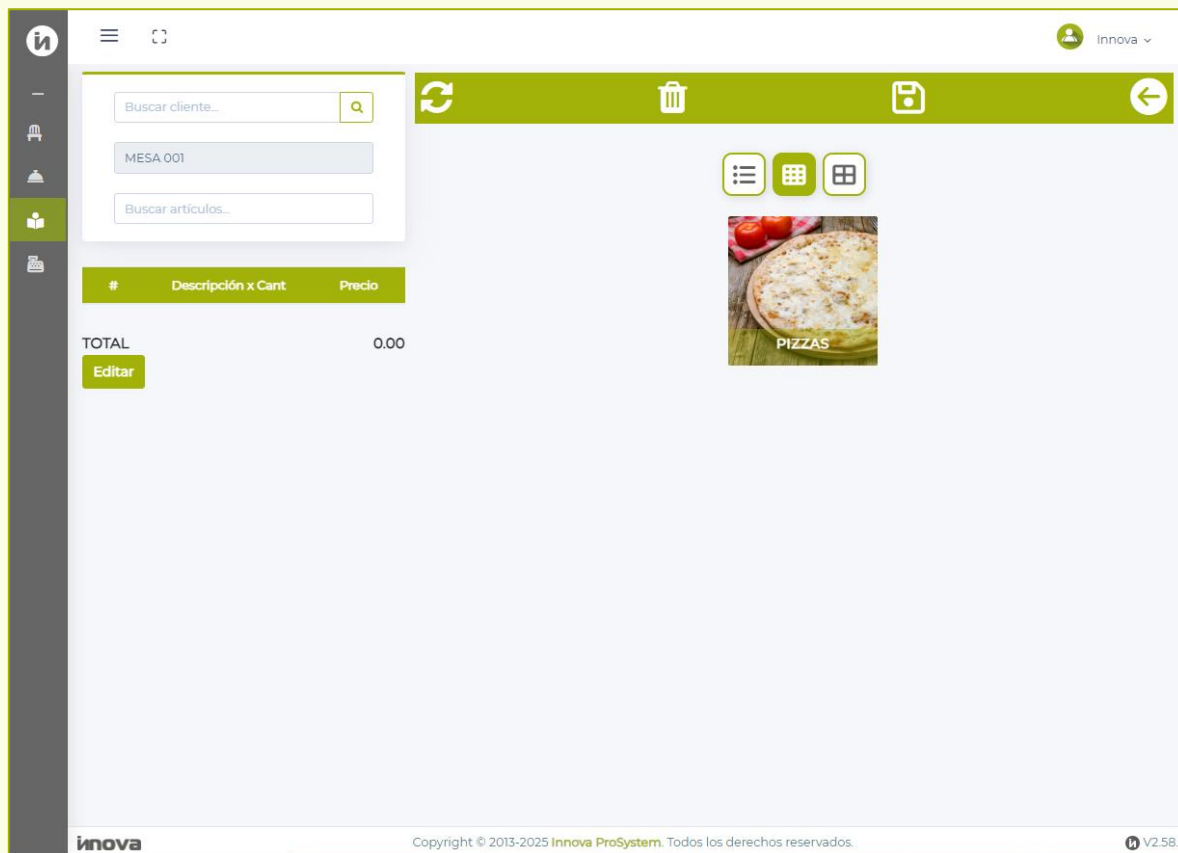 Innova
Buscar cliente...
MESA 001
Buscar artículos...
# Descripción x Cant Precio
TOTAL 0.00
Editar
PIZZAS
innova
Copyright © 2013-2025 Innova ProSystem. Todos los derechos reservados.
V2.58.